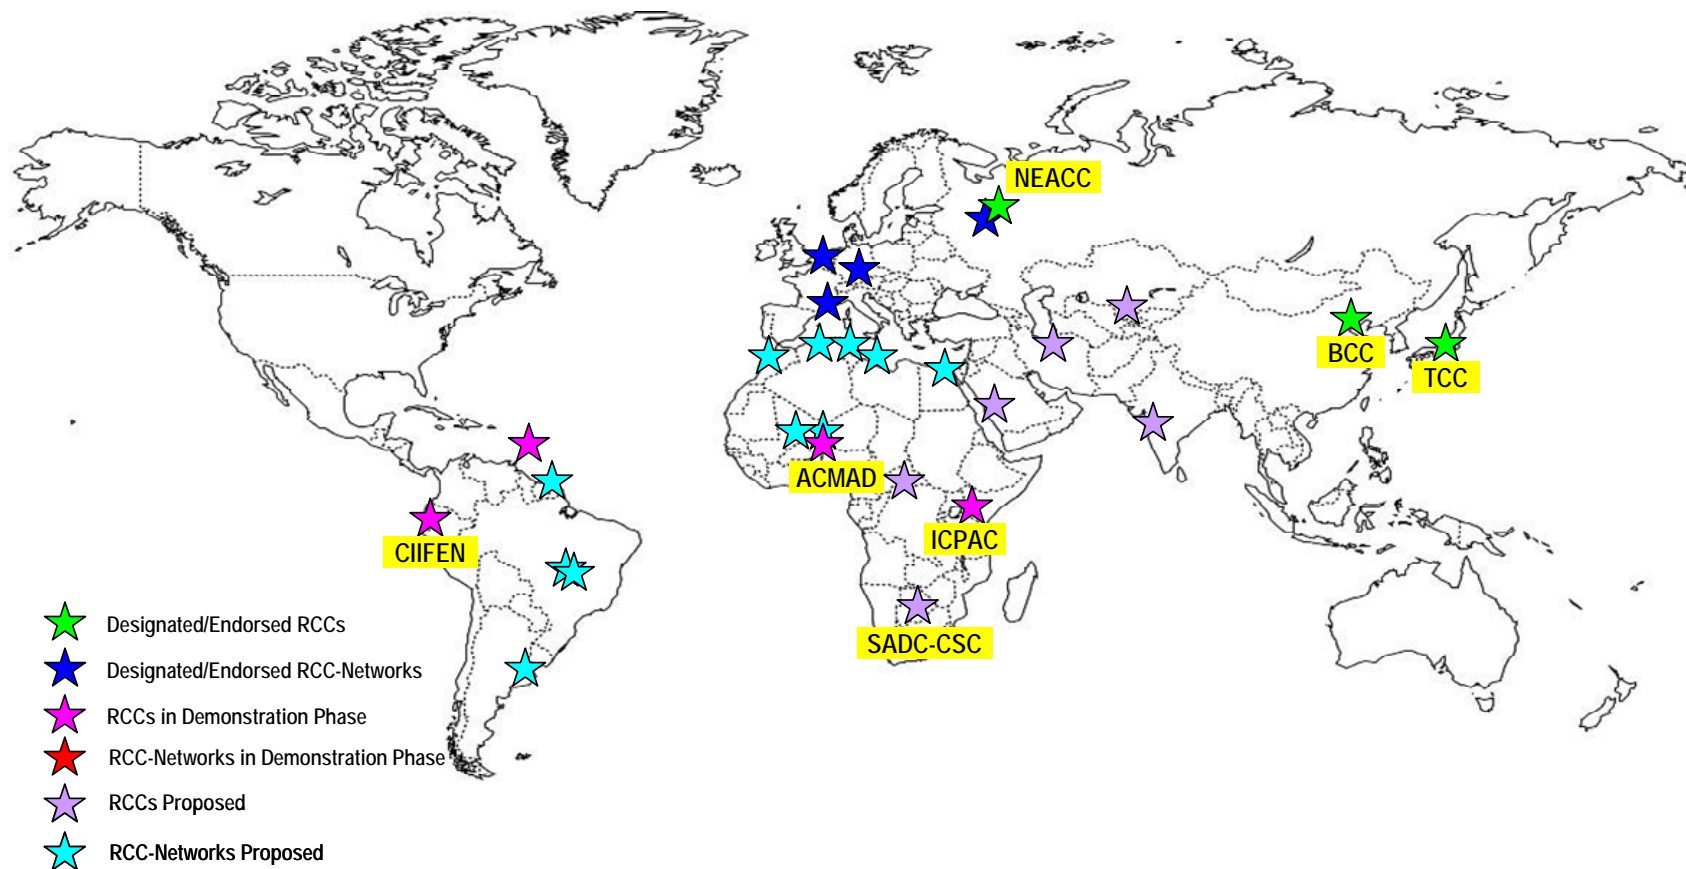 NEACC
BCC
TCC
ACMAD
ICPAC
CIIFEN
SADC-CSC
Designated/Endorsed RCCs
Designated/Endorsed RCC-Networks
RCCs in Demonstration Phase
RCC-Networks in Demonstration Phase
RCCs Proposed
RCC-Networks Proposed